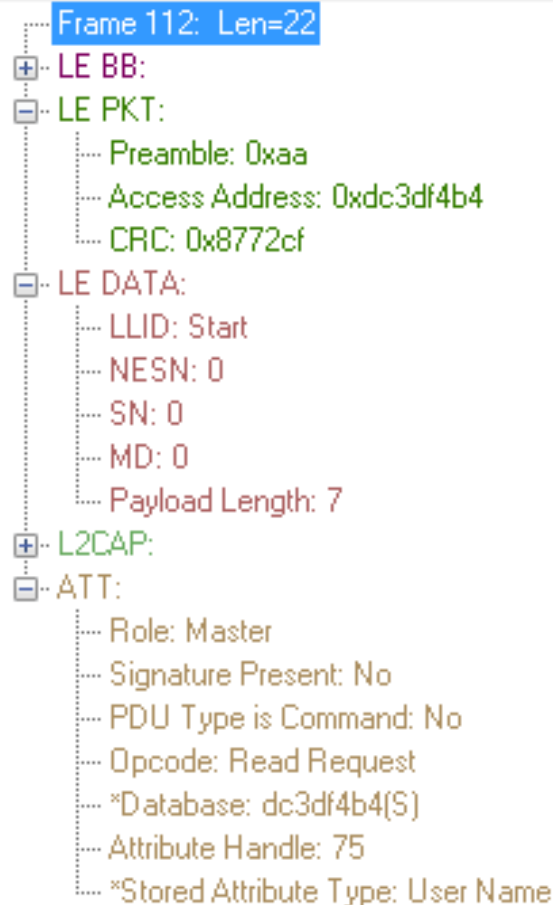 Frame 112:  Len=22
LE BB:
LE PKT:
Preamble: 0xaa
Access Address: 0xdc3df4b4
CRC: 0x8772cf
LE DATA:
LLID: Start
NESN: 0
SN: 0
MD: 0
Payload Length: 7
L2CAP:
ATT:
Role: Master
Signature Present: No
PDU Type is Command: No
Opcode: Read Request
*Database: dc3df4b4(S)
Attribute Handle: 75
*Stored Attribute Type: User Name